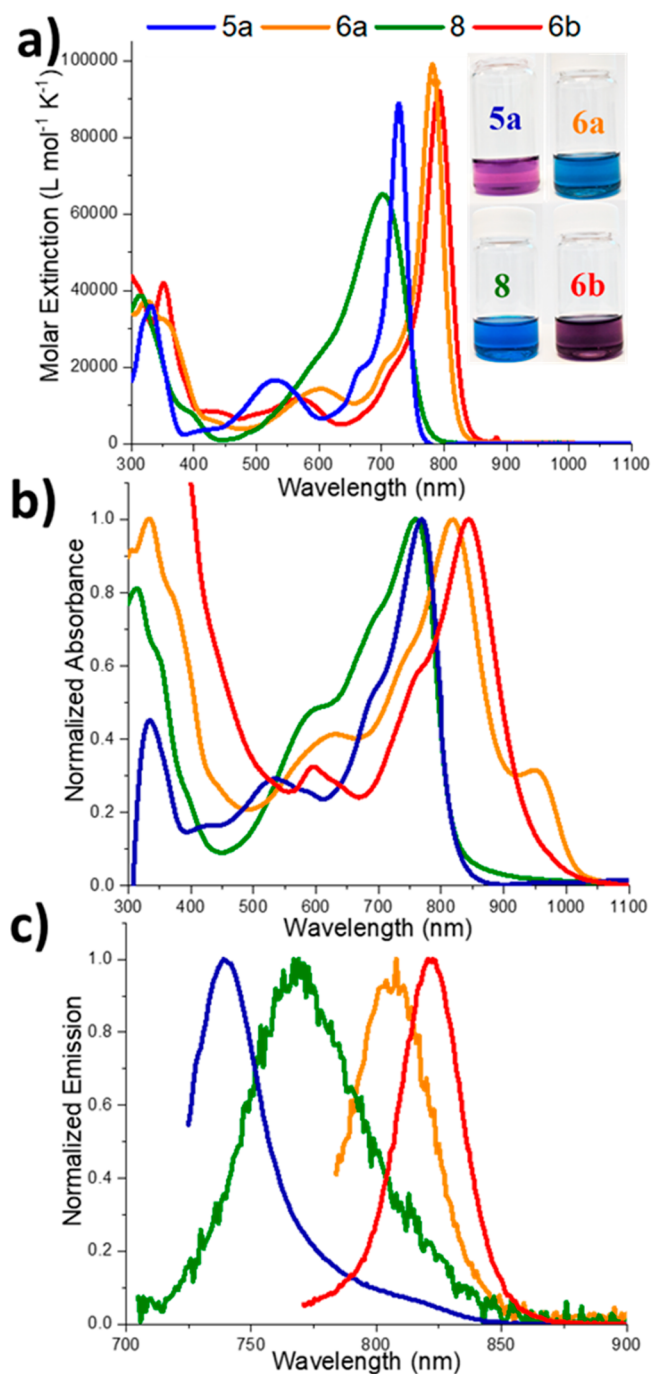 a)
5a 6a 8 6b
Molar Extinction (L mol⁻¹ K⁻¹)
100000
80000
60000
40000
20000
0
5a 6a
8 6b
300 400 500 600 700 800 900 1000 1100
Wavelength (nm)
b)
Normalized Absorbance
1.0
0.8
0.6
0.4
0.2
0.0
300 400 500 600 700 800 900 1000 1100
Wavelength (nm)
c)
Normalized Emission
1.0
0.8
0.6
0.4
0.2
0.0
700 750 800 850 900
Wavelength (nm)